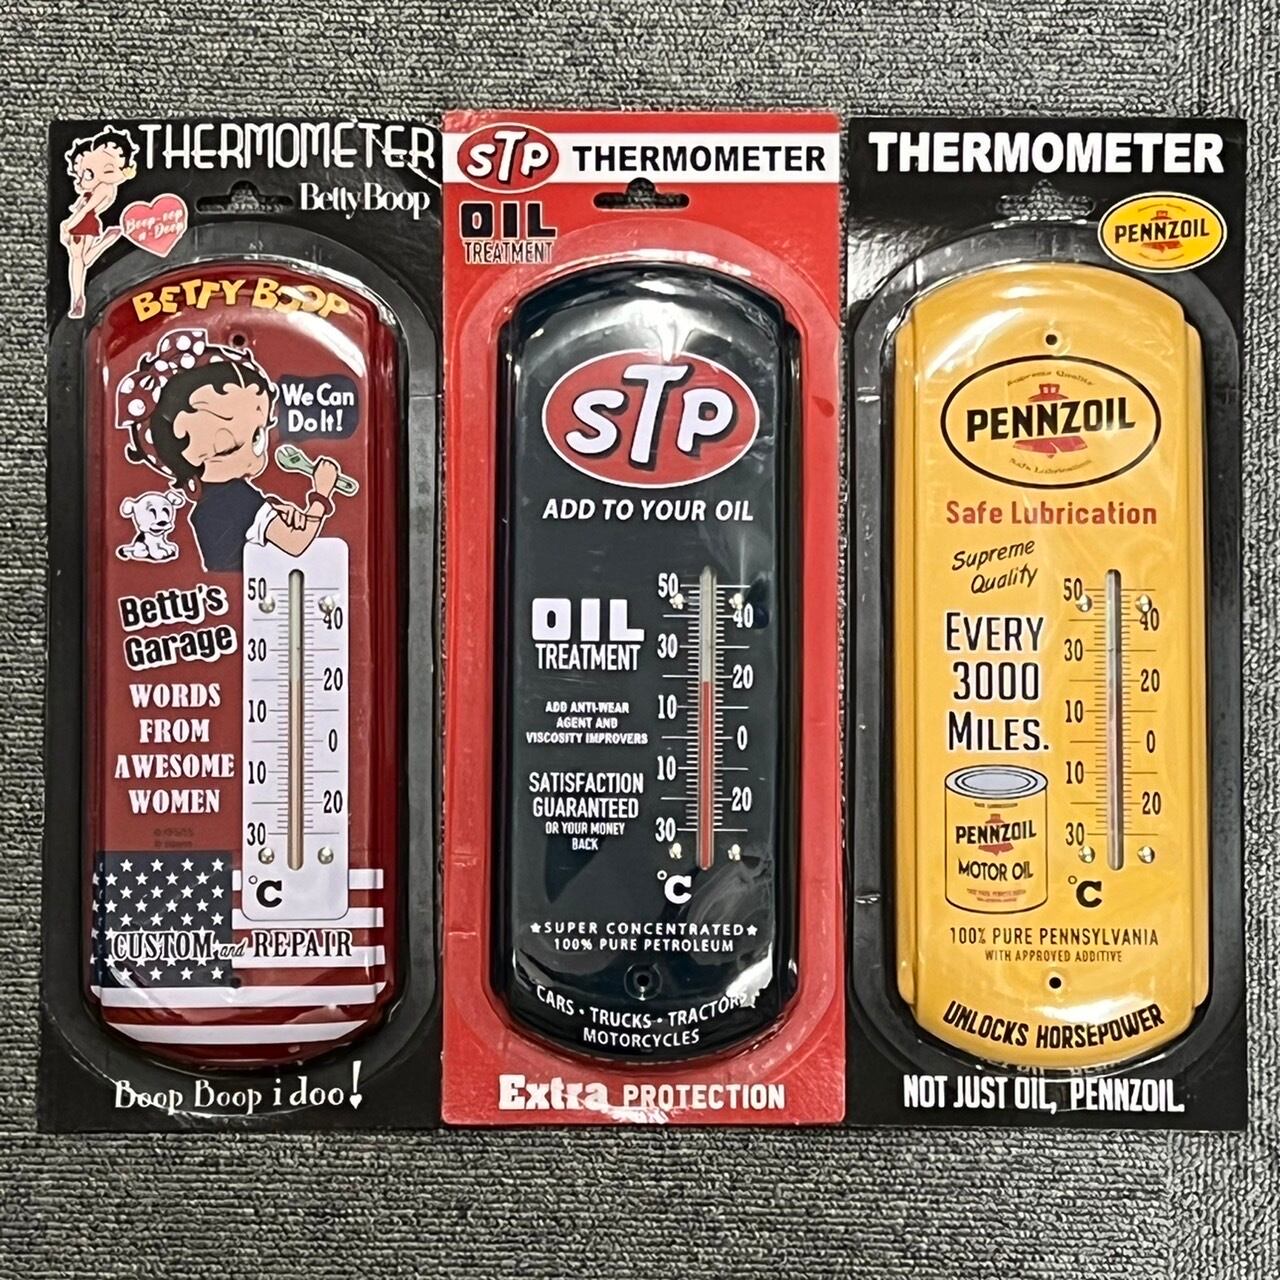 THERMOMETER
Betty Boop
Boop-oop
a-Doop
BETTY BOOP
We Can
Do It!
Betty's
Garage
WORDS
FROM
AWESOME
WOMEN
50
40
30
20
10
0
10
20
30
°C
CUSTOM and REPAIR
Boop Boop i doo!
STP THERMOMETER
OIL
TREATMENT
STP
ADD TO YOUR OIL
OIL
TREATMENT
ADD ANTI-WEAR
AGENT AND
VISCOSITY IMPROVERS
SATISFACTION
GUARANTEED
OR YOUR MONEY
BACK
50
40
30
20
10
0
10
20
30
°C
★SUPER CONCENTRATED★
100% PURE PETROLEUM
CARS • TRUCKS • TRACTORS
MOTORCYCLES
Extra PROTECTION
THERMOMETER
PENNZOIL
Supreme Quality
PENNZOIL
Safe Lubrication
Safe Lubrication
Supreme
Quality
EVERY
3000
MILES.
50
40
30
20
10
0
10
20
30
°C
PENNZOIL
MOTOR OIL
100% PURE PENNSYLVANIA
WITH APPROVED ADDITIVE
UNLOCKS HORSEPOWER
NOT JUST OIL, PENNZOIL.